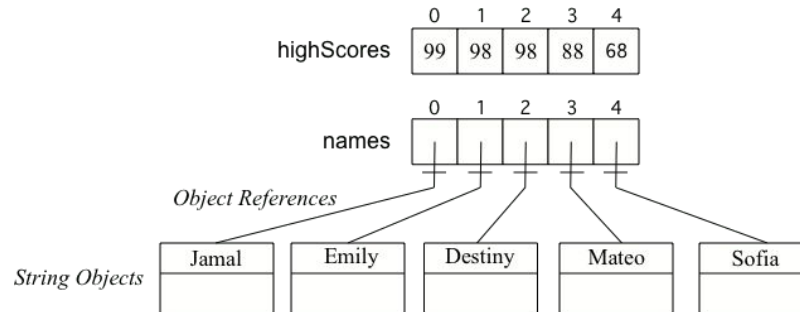 0 1 2 3 4
highScores 99 98 98 88 68
0 1 2 3 4
names
Object References
String Objects Jamal Emily Destiny Mateo Sofia